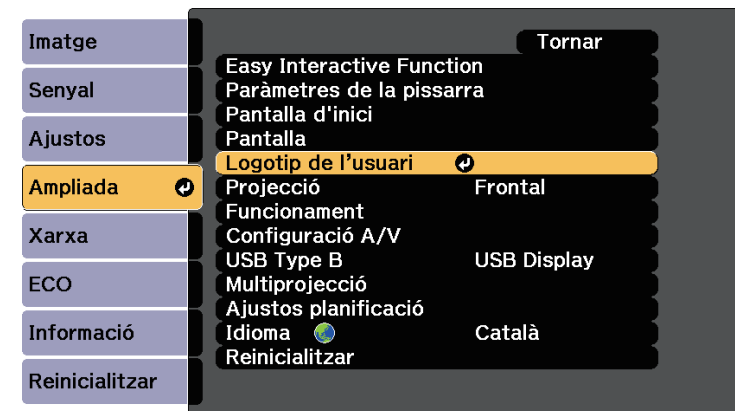 Imatge
Senyal
Ajustos
Ampliada
Xarxa
ECO
Informació
Reinicialitzar
Tornar
Easy Interactive Function
Paràmetres de la pissarra
Pantalla d'inici
Pantalla
Logotip de l’usuari
Projecció Frontal
Funcionament
Configuració A/V
USB Type B USB Display
Multiprojecció
Ajustos planificació
Idioma Català
Reinicialitzar